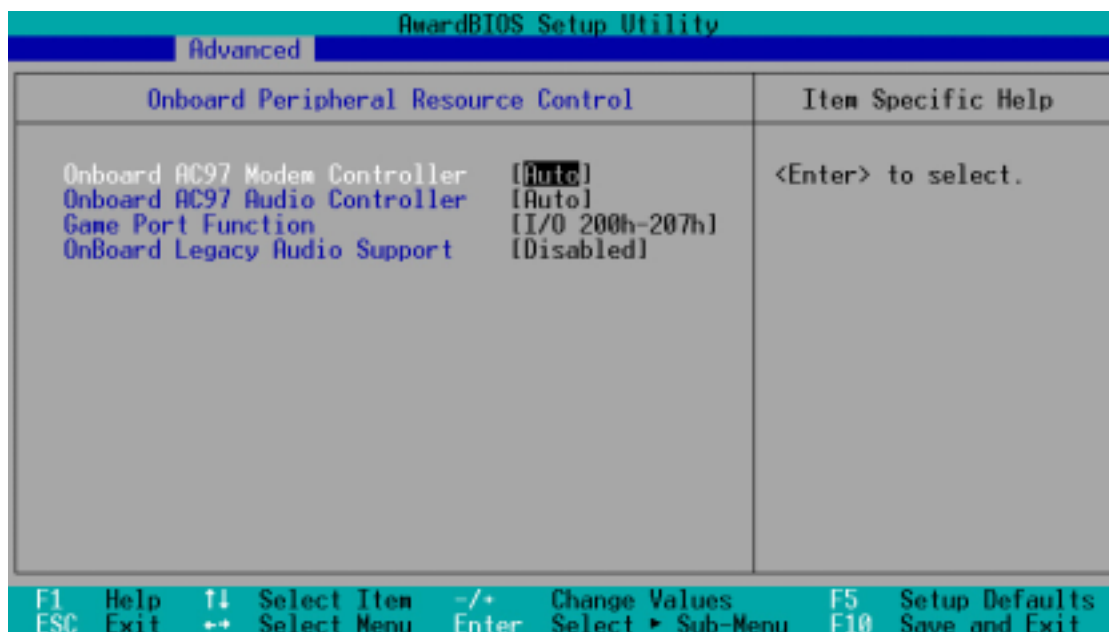 AwardBIOS Setup Utility
Advanced
Onboard Peripheral Resource Control
Item Specific Help
Onboard AC97 Modem Controller [Auto]
Onboard AC97 Audio Controller [Auto]
Game Port Function [I/O 200h-207h]
OnBoard Legacy Audio Support [Disabled]
<Enter> to select.
F1 Help ↑↓ Select Item -/+ Change Values F5 Setup Defaults
ESC Exit ←→ Select Menu Enter Select ► Sub-Menu F10 Save and Exit